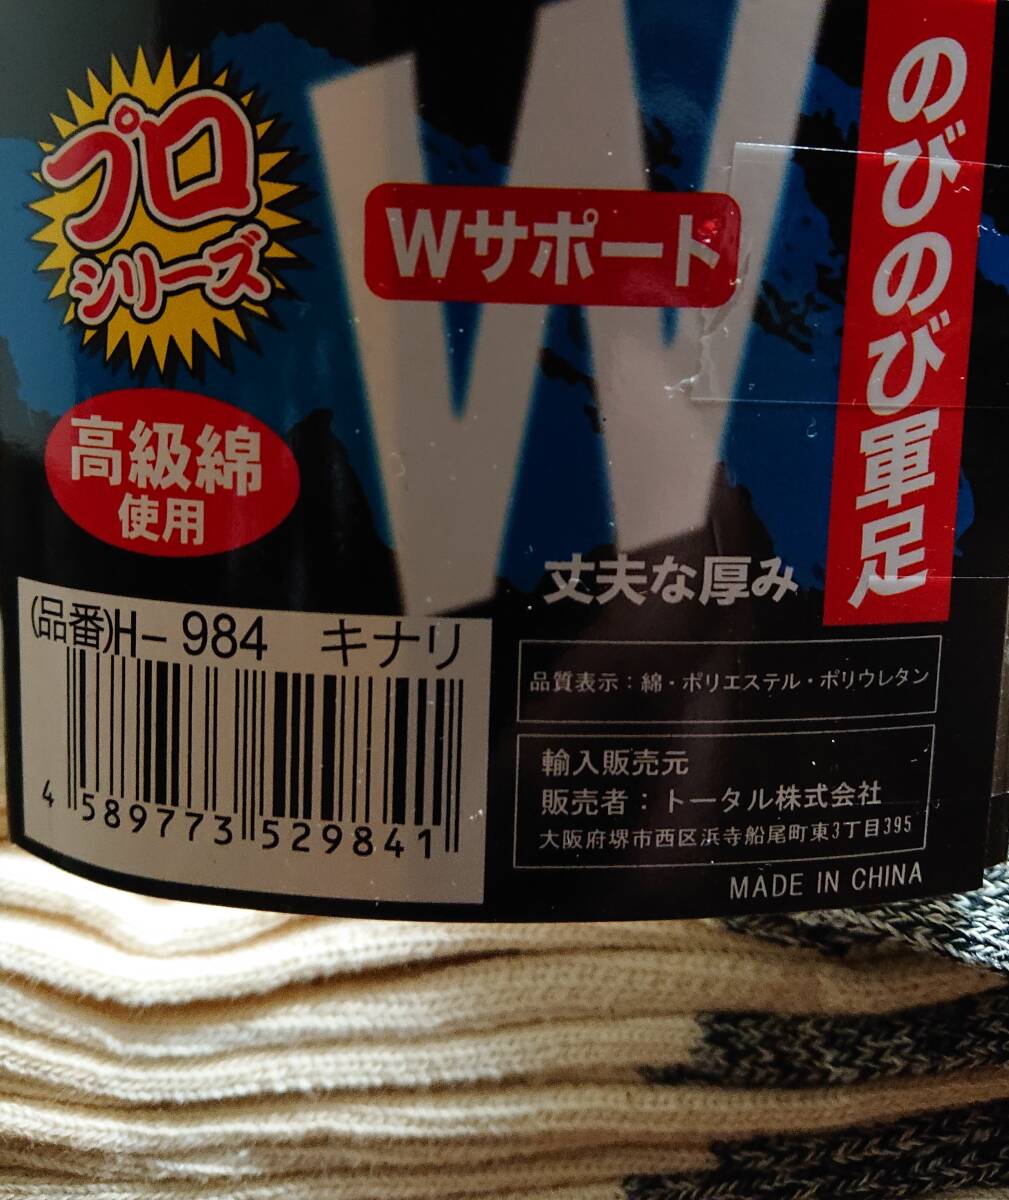 プロ
シリーズ
W
Wサポート
のびのび軍足
高級綿
使用
丈夫な厚み
(品番)H-984 キナリ
4 589773 529841
品質表示：綿・ポリエステル・ポリウレタン
輸入販売元
販売者：トータル株式会社
大阪府堺市西区浜寺船尾町東3丁目395
MADE IN CHINA